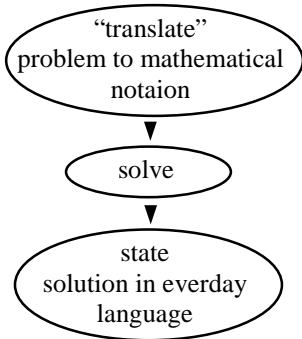 “translate”
problem to mathematical
notaion
solve
state
solution in everday
language